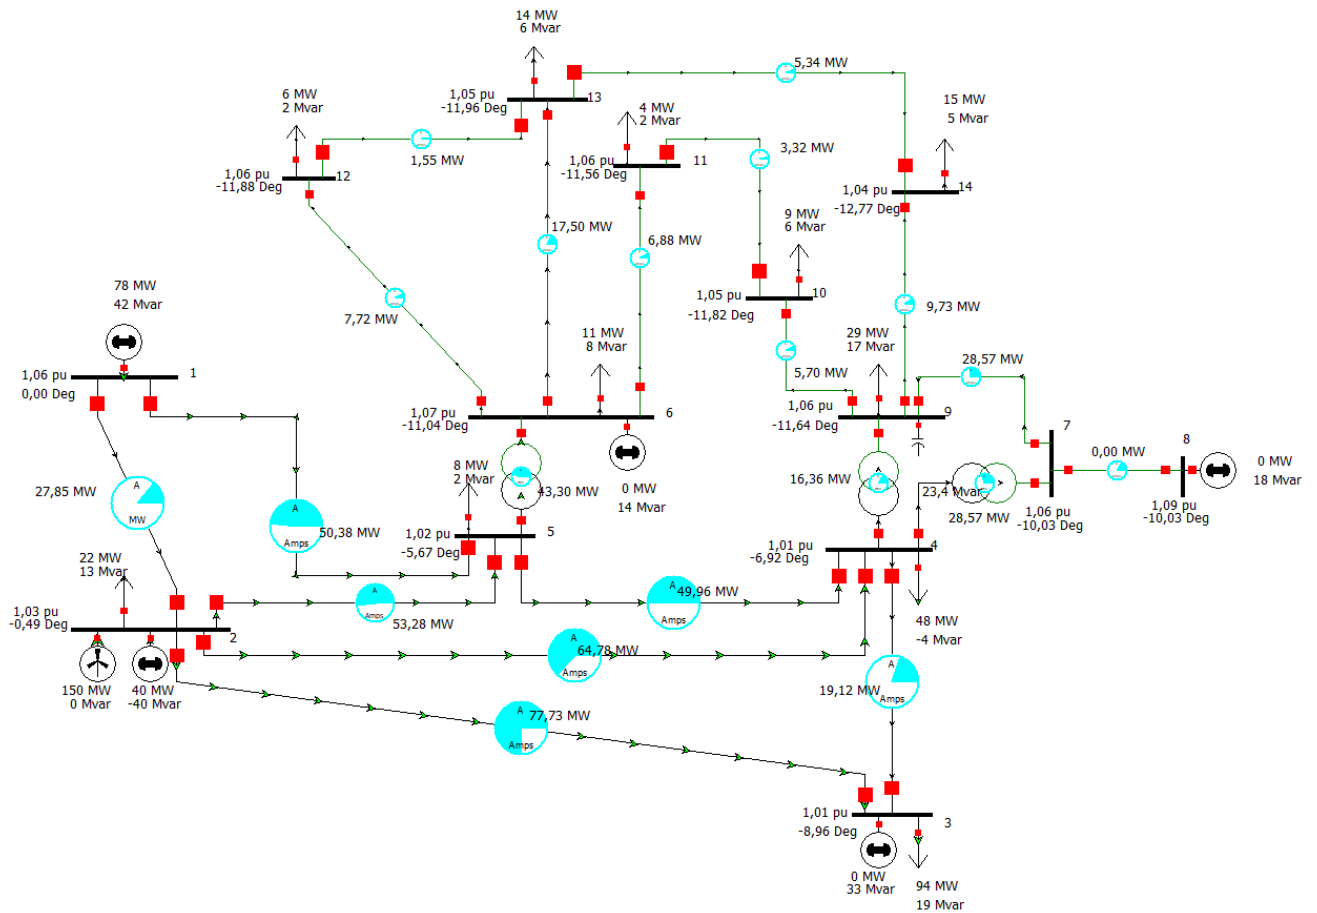 14 MW
6 Mvar
5,34 MW
1,05 pu
-11,96 Deg
13
6 MW
2 Mvar
4 MW
2 Mvar
15 MW
5 Mvar
1,55 MW
3,32 MW
1,06 pu
-11,88 Deg
12
1,06 pu
-11,56 Deg
11
1,04 pu
-12,77 Deg
14
17,50 MW
6,88 MW
9 MW
6 Mvar
1,05 pu
-11,82 Deg
10
7,72 MW
9,73 MW
78 MW
42 Mvar
11 MW
8 Mvar
29 MW
17 Mvar
28,57 MW
5,70 MW
1,06 pu
0,00 Deg
1
1,07 pu
-11,04 Deg
6
1,06 pu
-11,64 Deg
9
7
8
0,00 MW
8 MW
2 Mvar
43,30 MW
0 MW
14 Mvar
16,36 MW
23,4 Mvar
28,57 MW
1,06 pu
-10,03 Deg
1,09 pu
-10,03 Deg
0 MW
18 Mvar
27,85 MW
A
MW
A
Amps
50,38 MW
1,02 pu
-5,67 Deg
5
1,01 pu
-6,92 Deg
4
22 MW
13 Mvar
A
Amps
53,28 MW
A
49,96 MW
Amps
1,03 pu
-0,49 Deg
2
48 MW
-4 Mvar
A
64,78 MW
Amps
150 MW
0 Mvar
40 MW
-40 Mvar
A
19,12 MW
Amps
A
77,73 MW
Amps
1,01 pu
-8,96 Deg
3
0 MW
33 Mvar
94 MW
19 Mvar